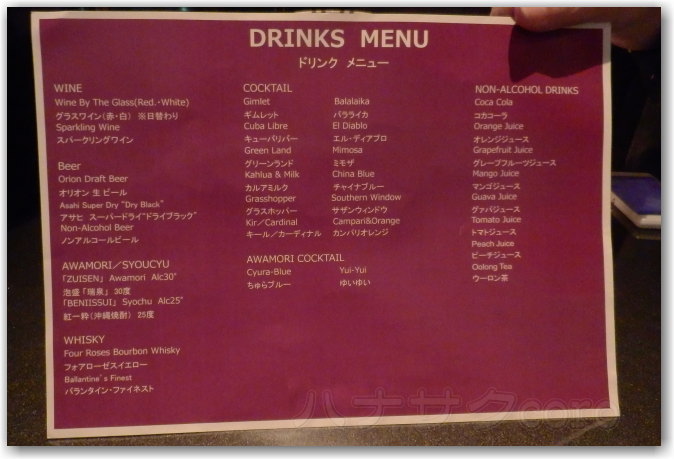 DRINKS MENU
ドリンク メニュー
WINE
Wine By The Glass(Red.・White)
グラスワイン(赤・白) ※日替わり
Sparkling Wine
スパークリングワイン
Beer
Orion Draft Beer
オリオン 生 ビール
Asahi Super Dry "Dry Black"
アサヒ スーパードライ"ドライブラック"
Non-Alcohol Beer
ノンアルコールビール
AWAMORI／SYOUCYU
「ZUISEN」 Awamori Alc30°
泡盛 「瑞泉」 30度
「BENIISSUI」 Syochu Alc25°
紅一粋 (沖縄焼酎) 25度
WHISKY
Four Roses Bourbon Whisky
フォアローゼスイエロー
Ballantine's Finest
バランタイン・ファイネスト
COCKTAIL
Gimlet
ギムレット
Cuba Libre
キューバリバー
Green Land
グリーンランド
Kahlua & Milk
カルアミルク
Grasshopper
グラスホッパー
Kir／Cardinal
キール／カーディナル
Balalaika
バラライカ
El Diablo
エル・ディアブロ
Mimosa
ミモザ
China Blue
チャイナブルー
Southern Window
サザンウィンドウ
Campari&Orange
カンパリオレンジ
AWAMORI COCKTAIL
Cyura-Blue
ちゅらブルー
Yui-Yui
ゆいゆい
NON-ALCOHOL DRINKS
Coca Cola
コカコーラ
Orange Juice
オレンジジュース
Grapefruit Juice
グレープフルーツジュース
Mango Juice
マンゴジュース
Guava Juice
グァバジュース
Tomato Juice
トマトジュース
Peach Juice
ピーチジュース
Oolong Tea
ウーロン茶
ハナサクcoro